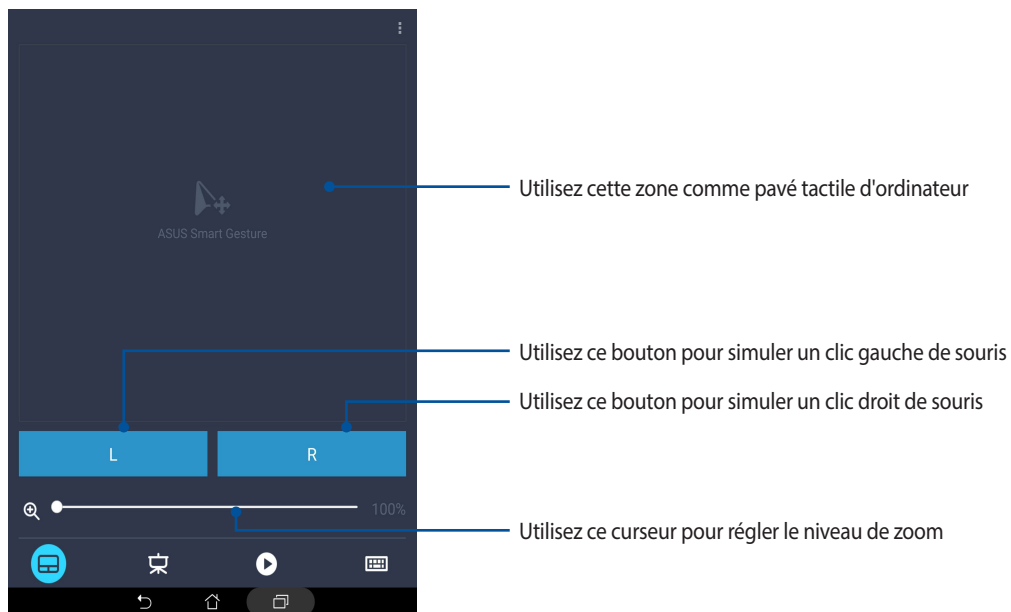 ASUS Smart Gesture
Utilisez cette zone comme pavé tactile d'ordinateur
Utilisez ce bouton pour simuler un clic gauche de souris
Utilisez ce bouton pour simuler un clic droit de souris
L
R
100%
Utilisez ce curseur pour régler le niveau de zoom